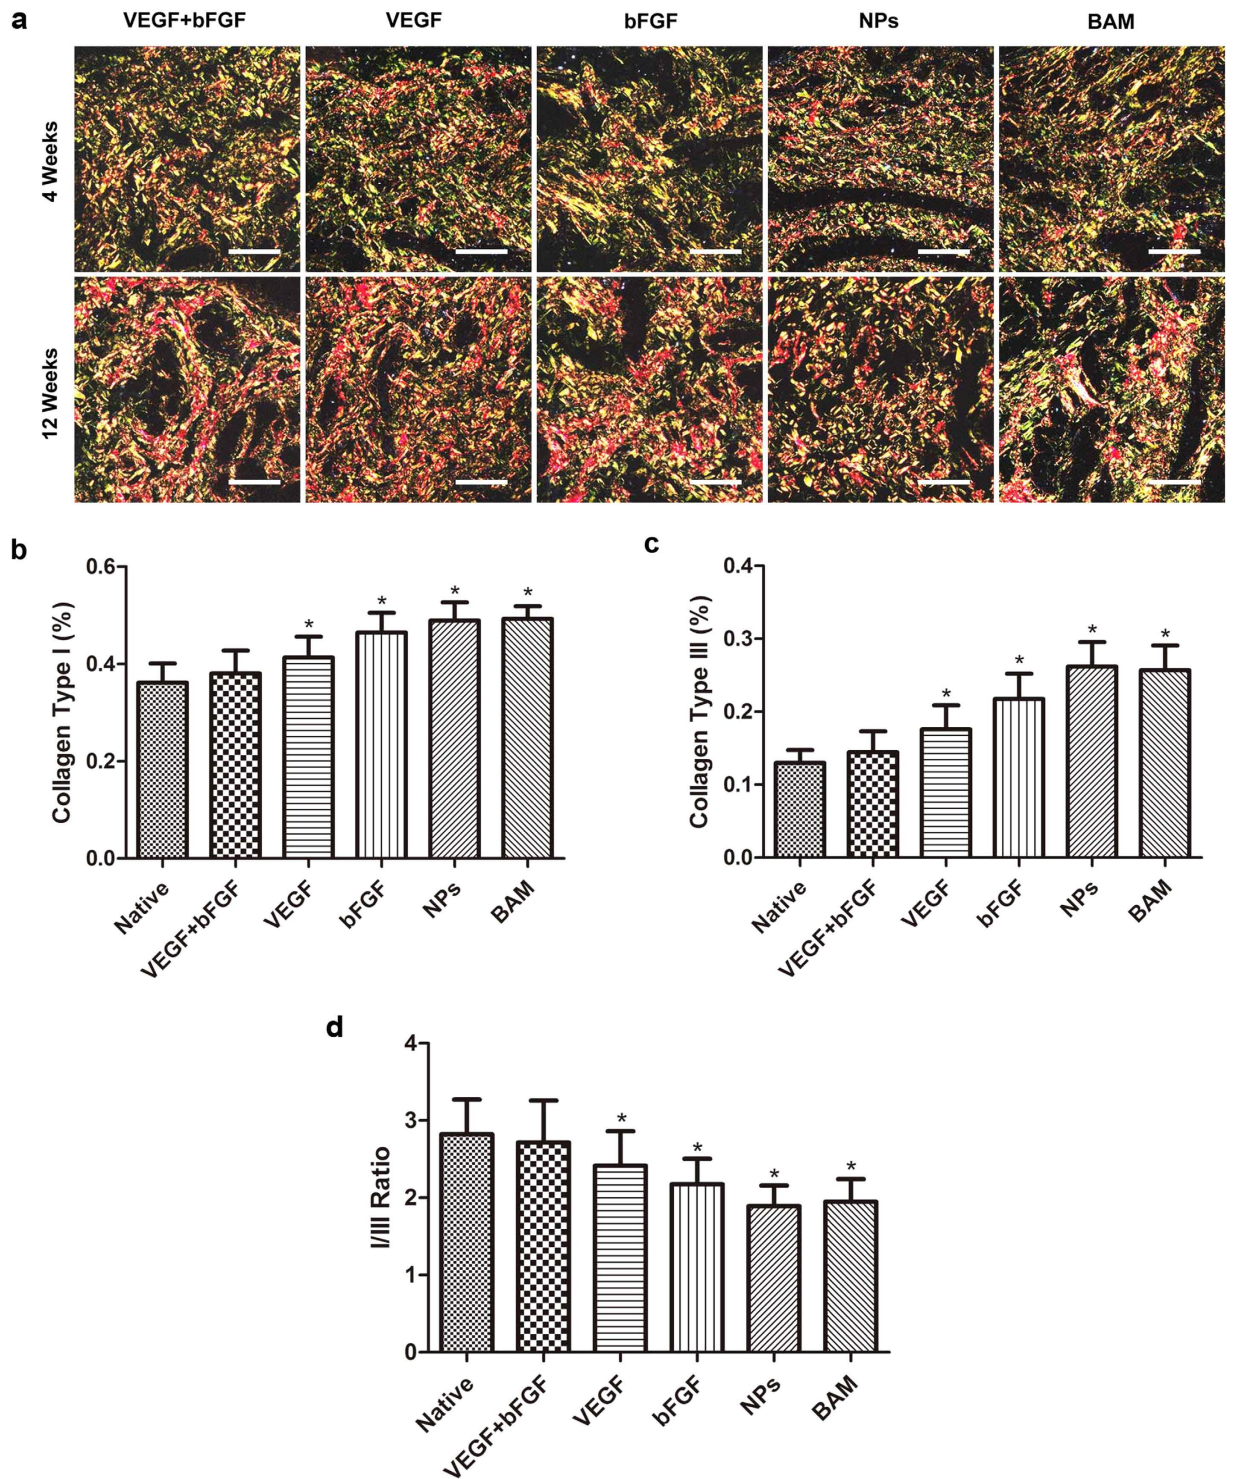 a
VEGF+bFGF VEGF bFGF NPs BAM
4 Weeks
12 Weeks
b
Collagen Type I (%)
0.6
0.4
0.2
0.0
* * * *
Native VEGF+bFGF VEGF bFGF NPs BAM
c
Collagen Type III (%)
0.4
0.3
0.2
0.1
0.0
* * * *
Native VEGF+bFGF VEGF bFGF NPs BAM
d
I/III Ratio
4
3
2
1
0
* * * *
Native VEGF+bFGF VEGF bFGF NPs BAM